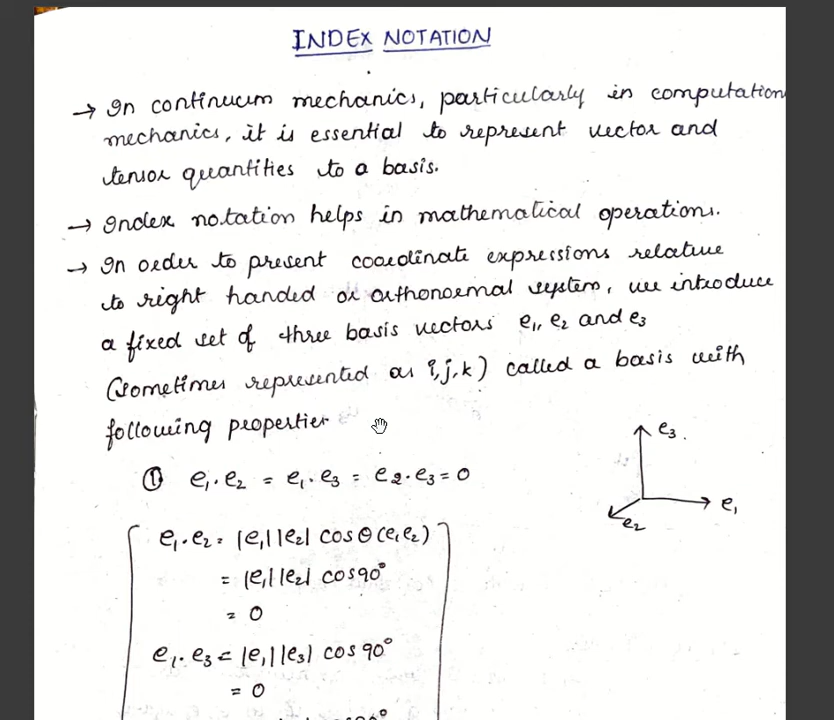 INDEX NOTATION
→ In continuum mechanics, particularly in computation
mechanics, it is essential to represent vector and
tensor quantities to a basis.
→ Index notation helps in mathematical operations.
→ In order to present coordinate expressions relative
to right handed or orthonormal system, we introduce
a fixed set of three basis vectors e₁, e₂ and e₃
(sometimes represented as i, j, k) called a basis with
following properties
① e₁·e₂ = e₁·e₃ = e₂·e₃ = 0
e₃
e₁
e₂
e₁·e₂ = |e₁||e₂| cos θ (e₁e₂)
= |e₁||e₂| cos 90°
= 0
e₁·e₃ = |e₁||e₃| cos 90°
= 0